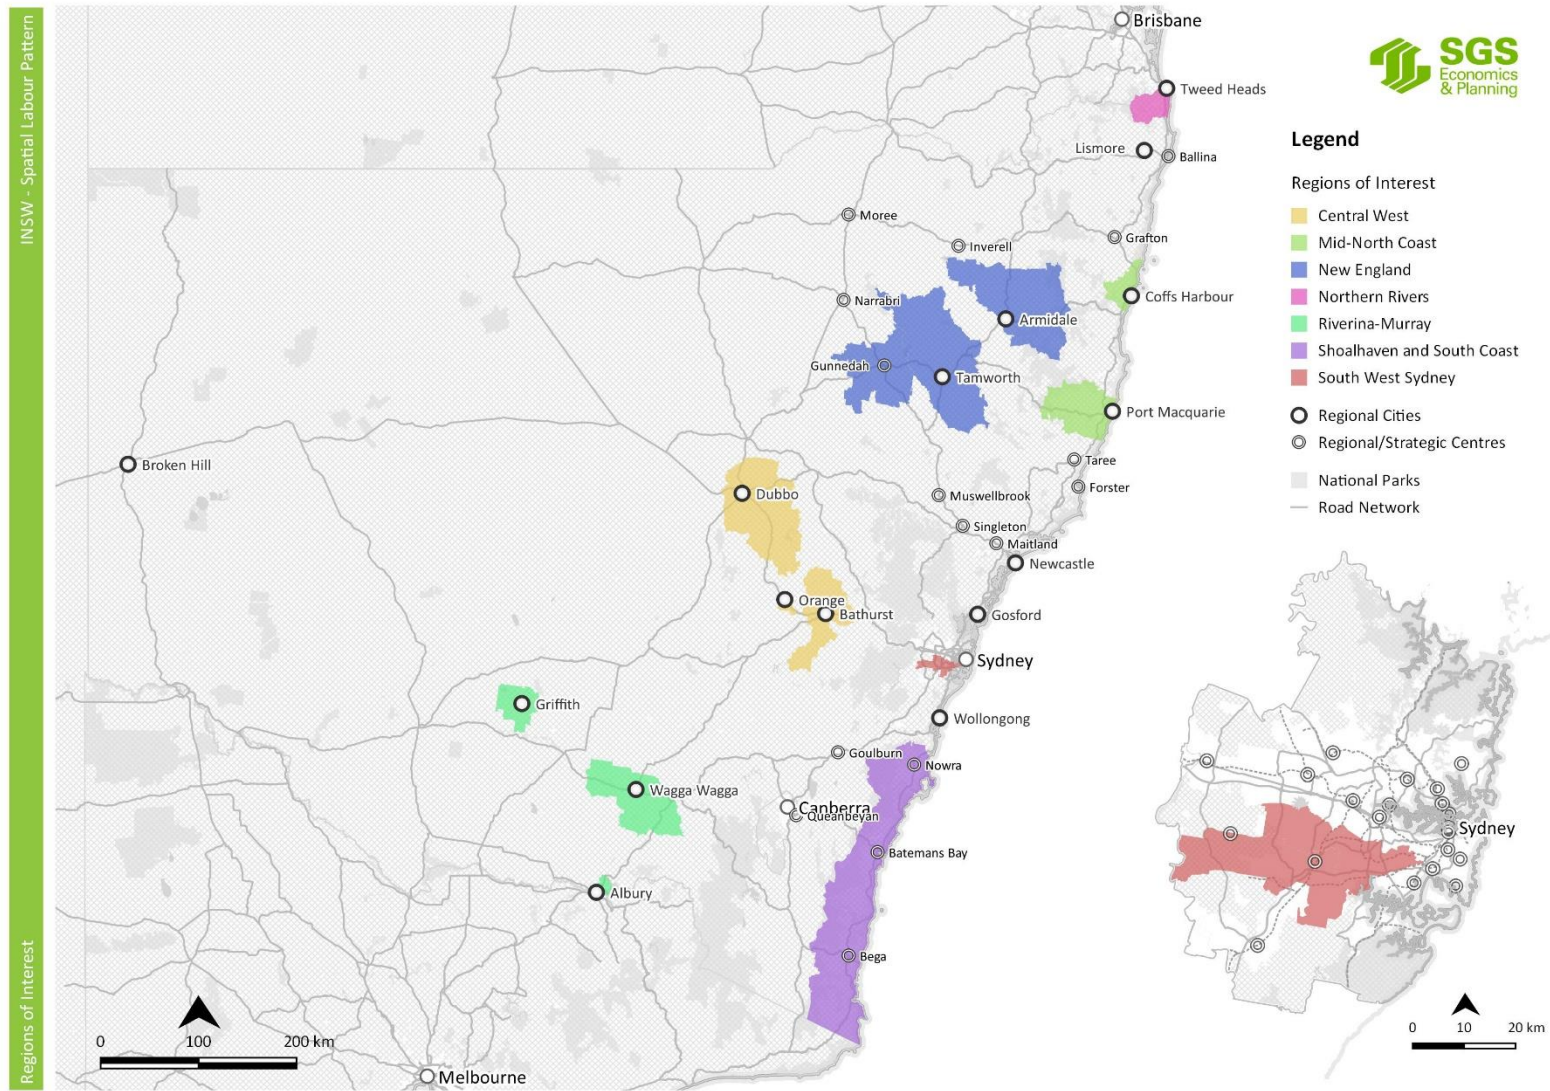 INSW - Spatial Labour Pattern
Regions of Interest
Brisbane
Tweed Heads
Lismore
Ballina
Moree
Grafton
Inverell
Narrabri
Coffs Harbour
Armidale
Gunnedah
Tamworth
Port Macquarie
Broken Hill
Taree
Dubbo
Muswellbrook
Forster
Singleton
Maitland
Newcastle
Orange
Bathurst
Gosford
Sydney
Griffith
Wollongong
Goulburn
Nowra
Wagga Wagga
Canberra
Queanbeyan
Batemans Bay
Albury
Bega
Melbourne
0 100 200 km
SGS
Economics
& Planning
Legend
Regions of Interest
Central West
Mid-North Coast
New England
Northern Rivers
Riverina-Murray
Shoalhaven and South Coast
South West Sydney
Regional Cities
Regional/Strategic Centres
National Parks
Road Network
Sydney
0 10 20 km